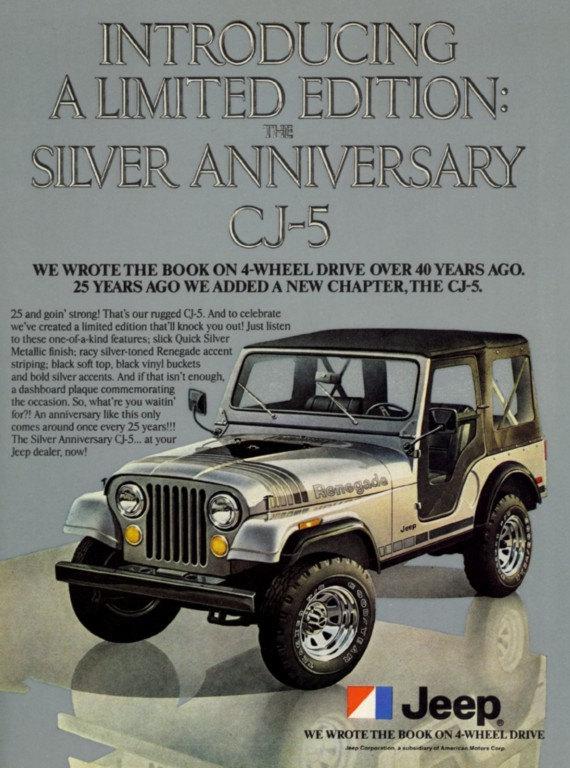 INTRODUCING
A LIMITED EDITION:
THE
SILVER ANNIVERSARY
CJ-5
WE WROTE THE BOOK ON 4-WHEEL DRIVE OVER 40 YEARS AGO.
25 YEARS AGO WE ADDED A NEW CHAPTER, THE CJ-5.
25 and goin' strong! That's our rugged CJ-5. And to celebrate
we've created a limited edition that'll knock you out! Just listen
to these one-of-a-kind features; slick Quick Silver
Metallic finish; racy silver-toned Renegade accent
striping; black soft top, black vinyl buckets
and bold silver accents. And if that isn't enough,
a dashboard plaque commemorating
the occasion. So, what're you waitin'
for?! An anniversary like this only
comes around once every 25 years!!!
The Silver Anniversary CJ-5... at your
Jeep dealer, now!
Renegade
Jeep
GOODYEAR
TRACKER
Jeep®
WE WROTE THE BOOK ON 4-WHEEL DRIVE
Jeep Corporation, a subsidiary of American Motors Corp.